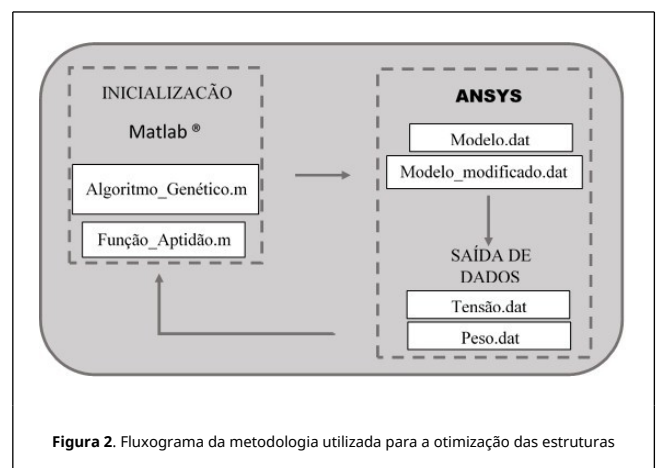 INICIALIZACÃO
Matlab ®
Algoritmo_Genético.m
Função_Aptidão.m
ANSYS
Modelo.dat
Modelo_modificado.dat
SAÍDA DE
DADOS
Tensão.dat
Peso.dat
Figura 2. Fluxograma da metodologia utilizada para a otimização das estruturas